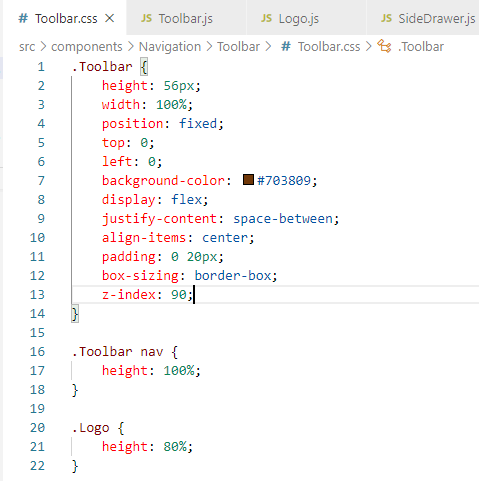 # Toolbar.css × JS Toolbar.js JS Logo.js JS SideDrawer.js
src > components > Navigation > Toolbar > # Toolbar.css > .Toolbar
1 .Toolbar {
2 height: 56px;
3 width: 100%;
4 position: fixed;
5 top: 0;
6 left: 0;
7 background-color: #703809;
8 display: flex;
9 justify-content: space-between;
10 align-items: center;
11 padding: 0 20px;
12 box-sizing: border-box;
13 z-index: 90;
14 }
15
16 .Toolbar nav {
17 height: 100%;
18 }
19
20 .Logo {
21 height: 80%;
22 }